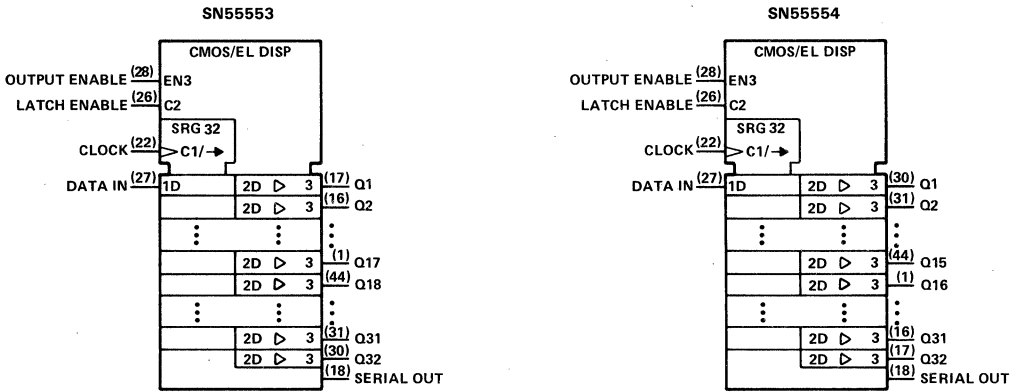 SN55553
CMOS/EL DISP
OUTPUT ENABLE (28) EN3
LATCH ENABLE (26) C2
SRG 32
CLOCK (22) C1/→
DATA IN (27) 1D 2D ▷ 3 (17) Q1
2D ▷ 3 (16) Q2
2D ▷ 3 (1) Q17
2D ▷ 3 (44) Q18
2D ▷ 3 (31) Q31
2D ▷ 3 (30) Q32
(18) SERIAL OUT
SN55554
CMOS/EL DISP
OUTPUT ENABLE (28) EN3
LATCH ENABLE (26) C2
SRG 32
CLOCK (22) C1/→
DATA IN (27) 1D 2D ▷ 3 (30) Q1
2D ▷ 3 (31) Q2
2D ▷ 3 (44) Q15
2D ▷ 3 (1) Q16
2D ▷ 3 (16) Q31
2D ▷ 3 (17) Q32
(18) SERIAL OUT